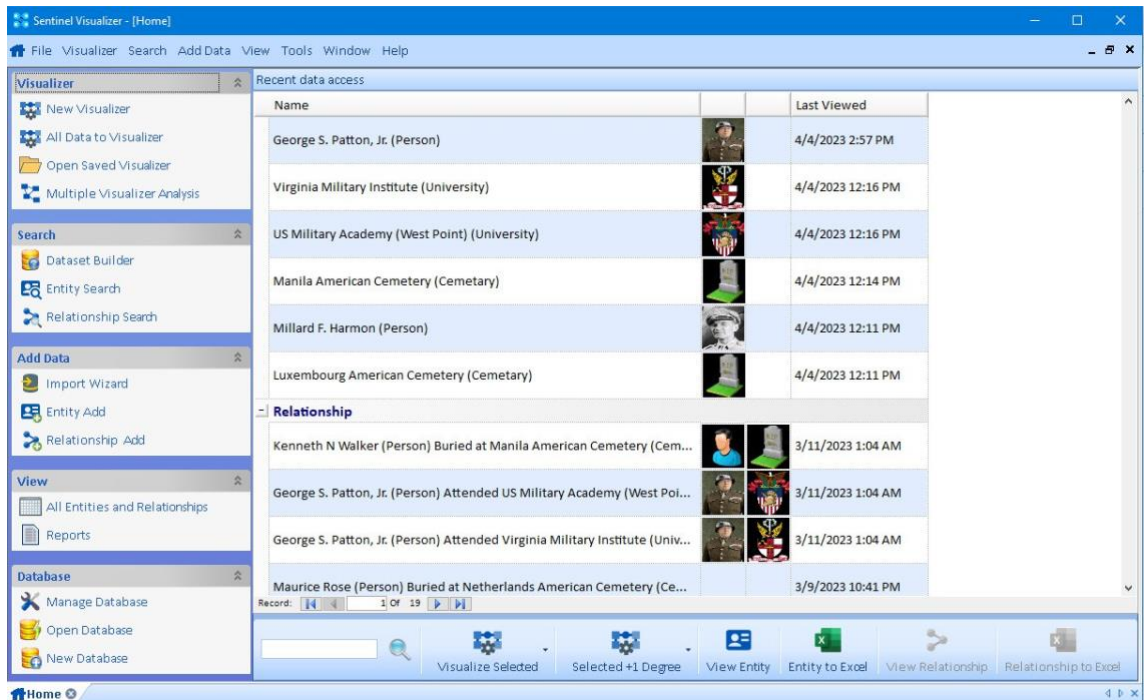 Sentinel Visualizer - [Home]
File Visualizer Search Add Data View Tools Window Help
Visualizer
New Visualizer
All Data to Visualizer
Open Saved Visualizer
Multiple Visualizer Analysis
Search
Dataset Builder
Entity Search
Relationship Search
Add Data
Import Wizard
Entity Add
Relationship Add
View
All Entities and Relationships
Reports
Database
Manage Database
Open Database
New Database
Recent data access
Name Last Viewed
George S. Patton, Jr. (Person) 4/4/2023 2:57 PM
Virginia Military Institute (University) 4/4/2023 12:16 PM
US Military Academy (West Point) (University) 4/4/2023 12:16 PM
Manila American Cemetery (Cemetary) 4/4/2023 12:14 PM
Millard F. Harmon (Person) 4/4/2023 12:11 PM
Luxembourg American Cemetery (Cemetary) 4/4/2023 12:11 PM
Relationship
Kenneth N Walker (Person) Buried at Manila American Cemetery (Cem... 3/11/2023 1:04 AM
George S. Patton, Jr. (Person) Attended US Military Academy (West Poi... 3/11/2023 1:04 AM
George S. Patton, Jr. (Person) Attended Virginia Military Institute (Univ... 3/11/2023 1:04 AM
Maurice Rose (Person) Buried at Netherlands American Cemetery (Ce... 3/9/2023 10:41 PM
Record: 1 Of 19
Visualize Selected Selected +1 Degree View Entity Entity to Excel View Relationship Relationship to Excel
Home